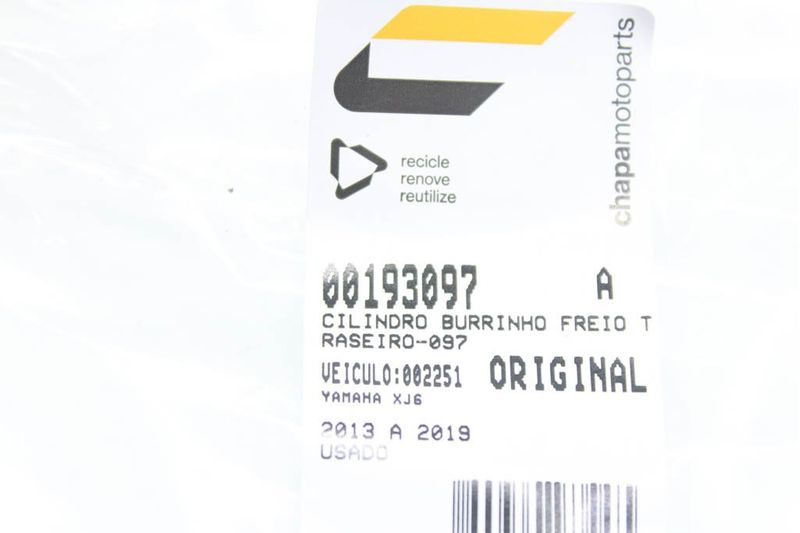 recicle
renove
reutilize
chapamotoparts
00193097 A
CILINDRO BURRINHO FREIO T
RASEIRO-097
VEICULO:002251 ORIGINAL
YAMAHA XJ6
2013 A 2019
USADO